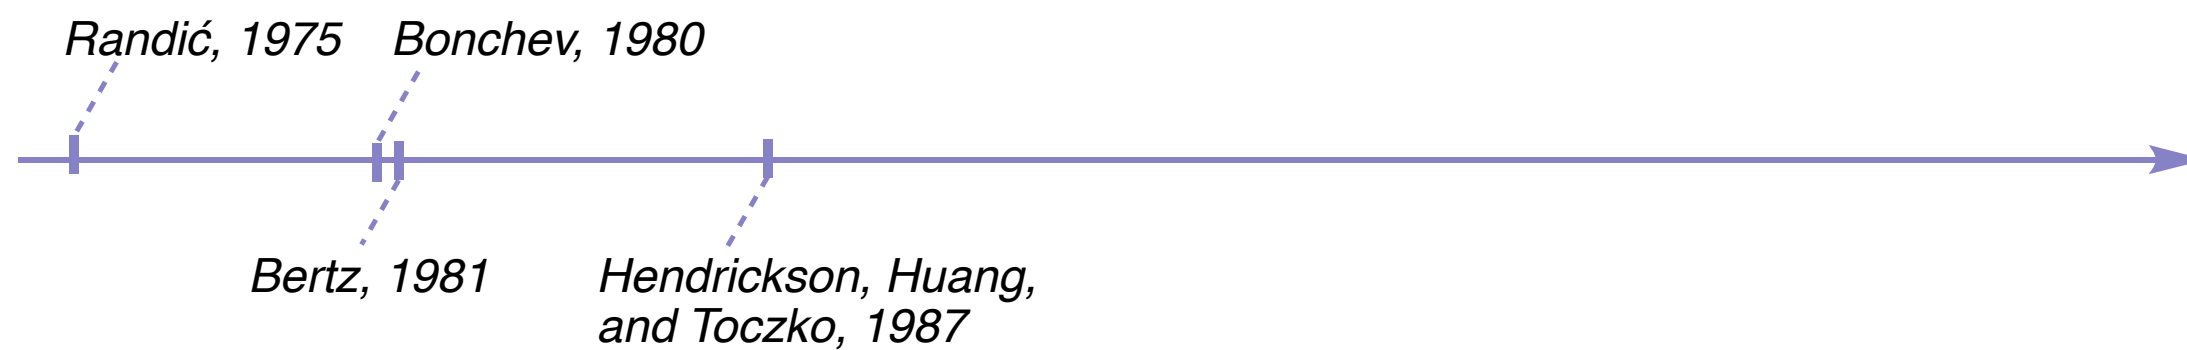 Randić, 1975
Bonchev, 1980
Bertz, 1981
Hendrickson, Huang,
and Toczko, 1987